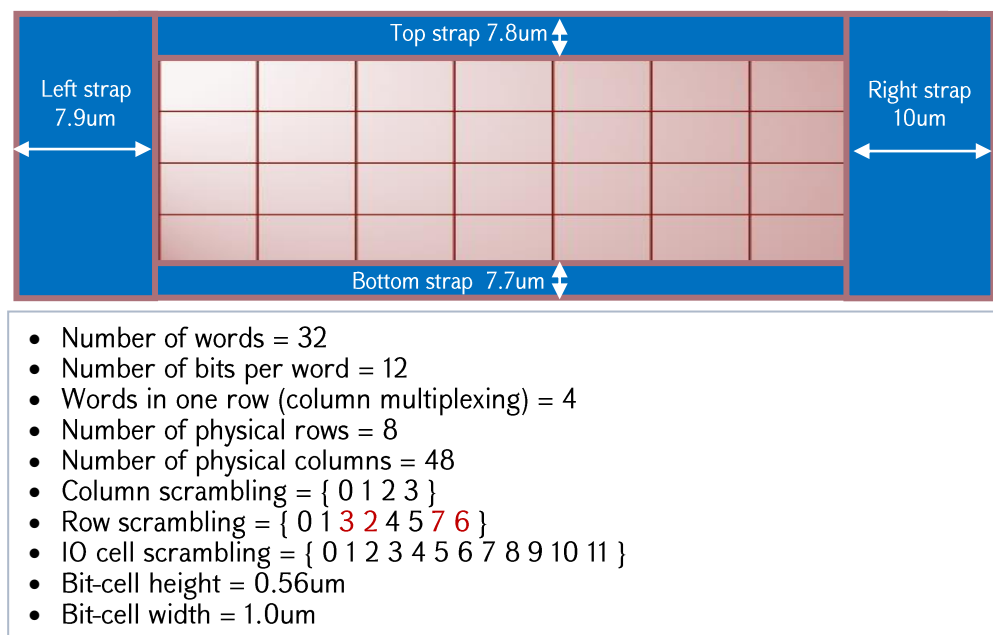 Top strap 7.8um
Left strap
7.9um
Right strap
10um
Bottom strap 7.7um
• Number of words = 32
• Number of bits per word = 12
• Words in one row (column multiplexing) = 4
• Number of physical rows = 8
• Number of physical columns = 48
• Column scrambling = { 0 1 2 3 }
• Row scrambling = { 0 1 3 2 4 5 7 6 }
• IO cell scrambling = { 0 1 2 3 4 5 6 7 8 9 10 11 }
• Bit-cell height = 0.56um
• Bit-cell width = 1.0um